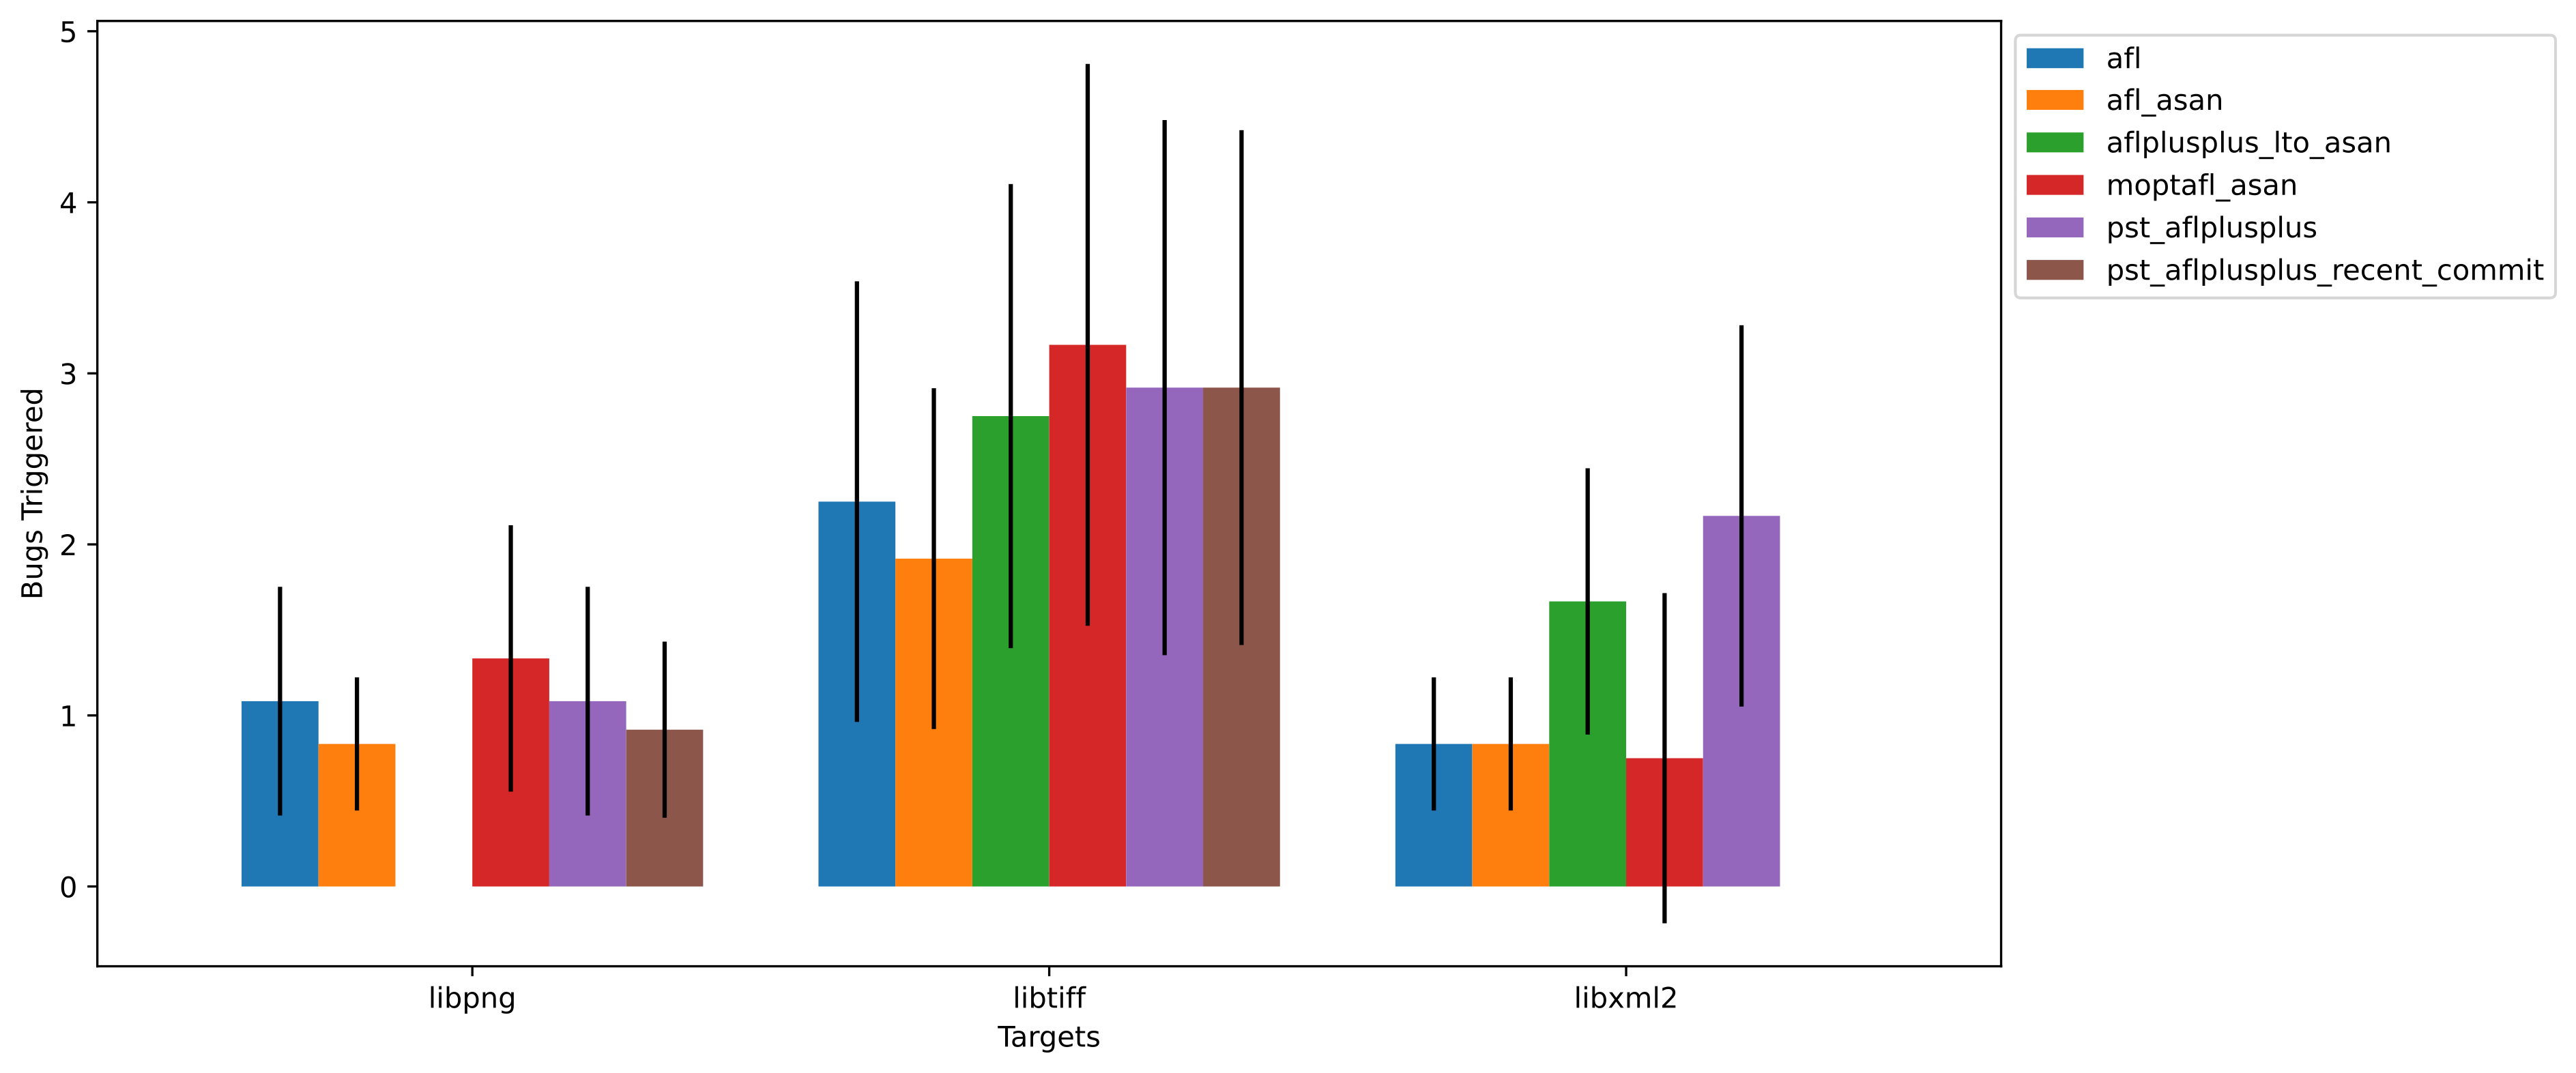 5
4
3
2
1
0
Bugs Triggered
libpng
libtiff
libxml2
Targets
afl
afl_asan
aflplusplus_lto_asan
moptafl_asan
pst_aflplusplus
pst_aflplusplus_recent_commit